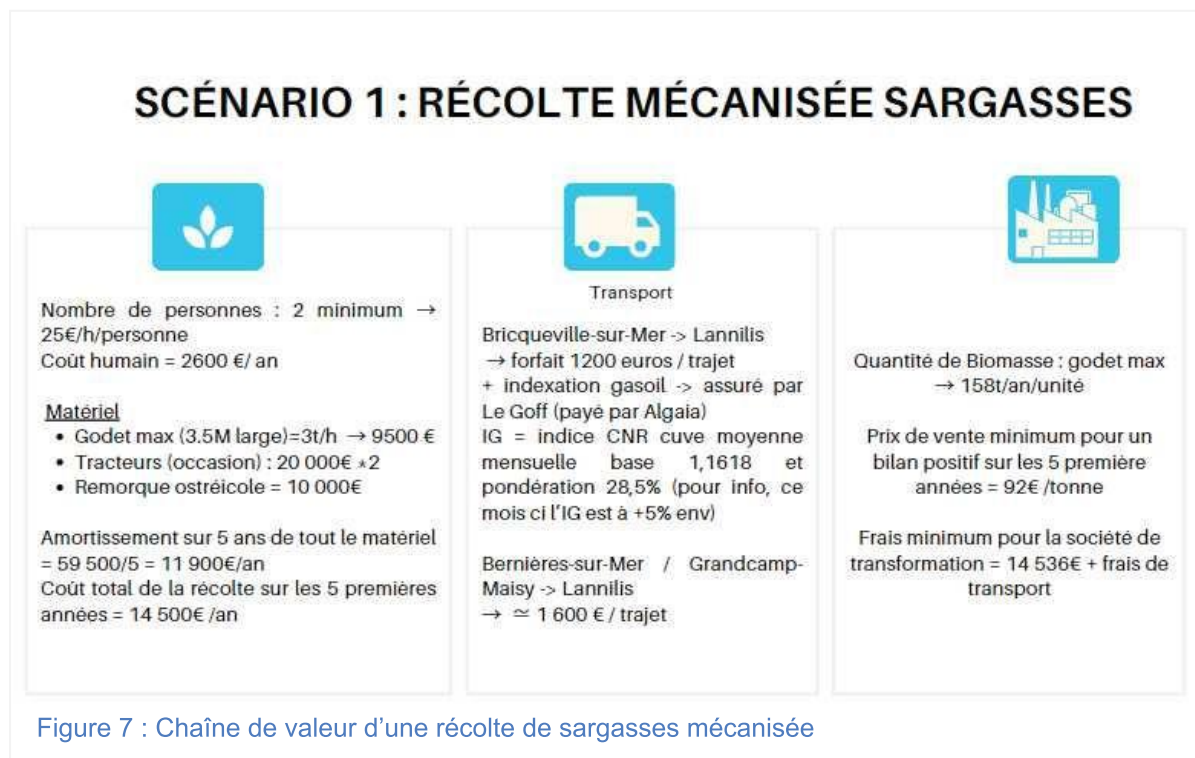 SCÉNARIO 1 : RÉCOLTE MÉCANISÉE SARGASSES
Nombre de personnes : 2 minimum →
25€/h/personne
Coût humain = 2600 €/ an
Matériel
• Godet max (3.5M large)=3t/h → 9500 €
• Tracteurs (occasion) : 20 000€ *2
• Remorque ostréicole = 10 000€
Amortissement sur 5 ans de tout le matériel
= 59 500/5 = 11 900€/an
Coût total de la récolte sur les 5 premières
années = 14 500€ /an
Transport
Bricqueville-sur-Mer -> Lannilis
→ forfait 1200 euros / trajet
+ indexation gasoil -> assuré par
Le Goff (payé par Algaia)
IG = indice CNR cuve moyenne
mensuelle base 1,1618 et
pondération 28,5% (pour info, ce
mois ci l'IG est à +5% env)
Bernières-sur-Mer / Grandcamp-
Maisy -> Lannilis
→ ≃ 1 600 € / trajet
Quantité de Biomasse : godet max
→ 158t/an/unité
Prix de vente minimum pour un
bilan positif sur les 5 première
années = 92€ /tonne
Frais minimum pour la société de
transformation = 14 536€ + frais de
transport
Figure 7 : Chaîne de valeur d'une récolte de sargasses mécanisée